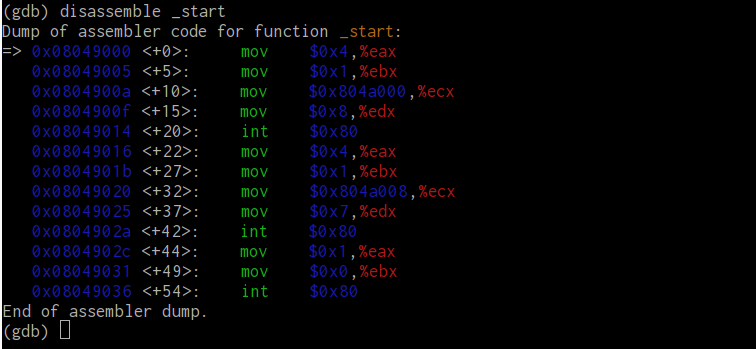 (gdb) disassemble _start
Dump of assembler code for function _start:
=> 0x08049000 <+0>:     mov    $0x4,%eax
   0x08049005 <+5>:     mov    $0x1,%ebx
   0x0804900a <+10>:    mov    $0x804a000,%ecx
   0x0804900f <+15>:    mov    $0x8,%edx
   0x08049014 <+20>:    int    $0x80
   0x08049016 <+22>:    mov    $0x4,%eax
   0x0804901b <+27>:    mov    $0x1,%ebx
   0x08049020 <+32>:    mov    $0x804a008,%ecx
   0x08049025 <+37>:    mov    $0x7,%edx
   0x0804902a <+42>:    int    $0x80
   0x0804902c <+44>:    mov    $0x1,%eax
   0x08049031 <+49>:    mov    $0x0,%ebx
   0x08049036 <+54>:    int    $0x80
End of assembler dump.
(gdb)